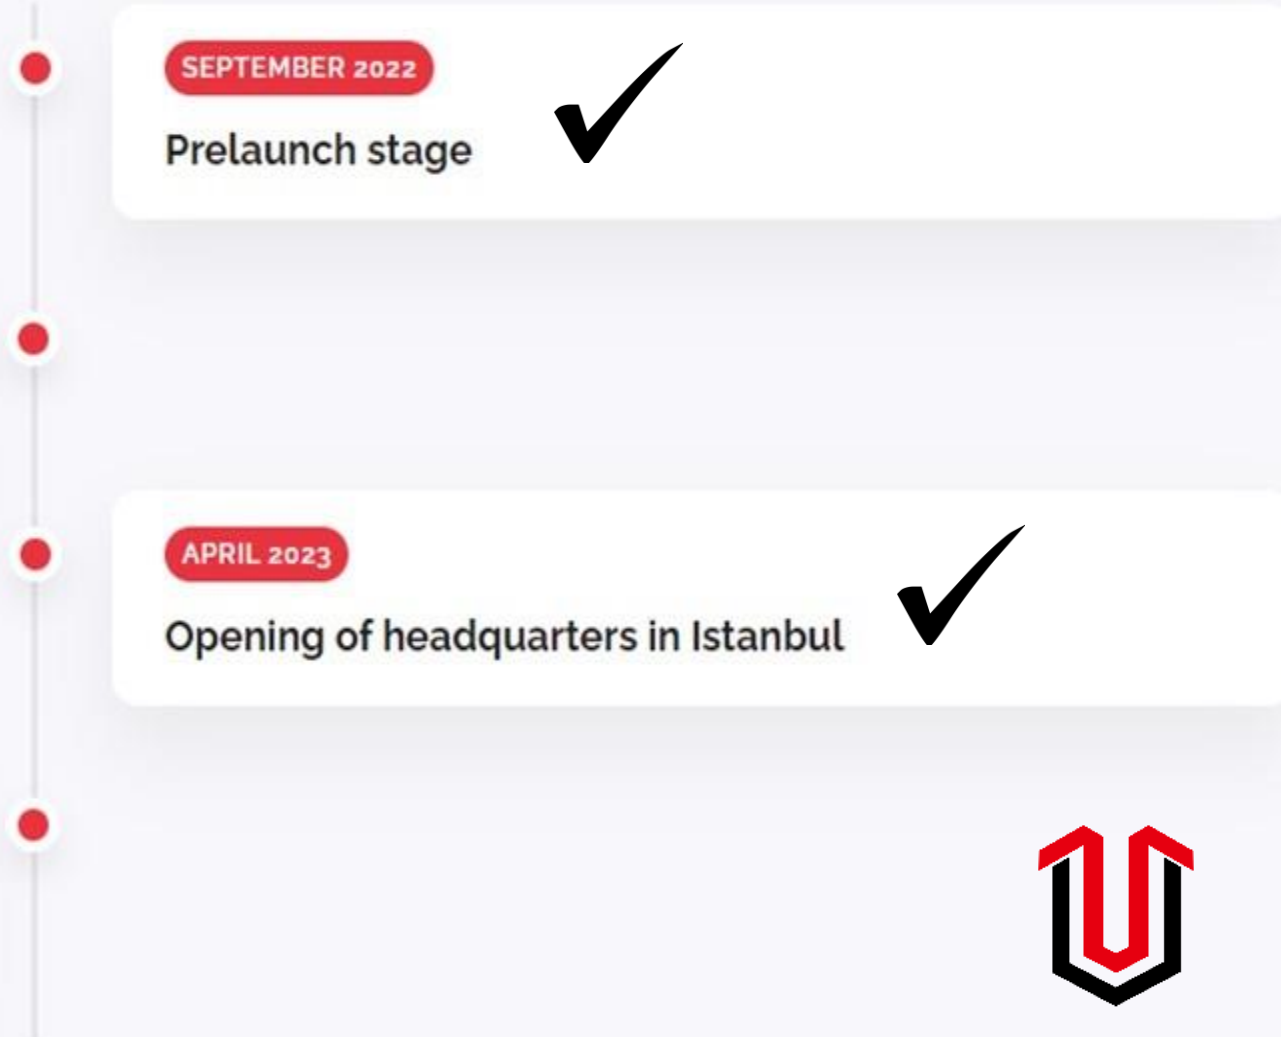 SEPTEMBER 2022
Prelaunch stage
APRIL 2023
Opening of headquarters in Istanbul